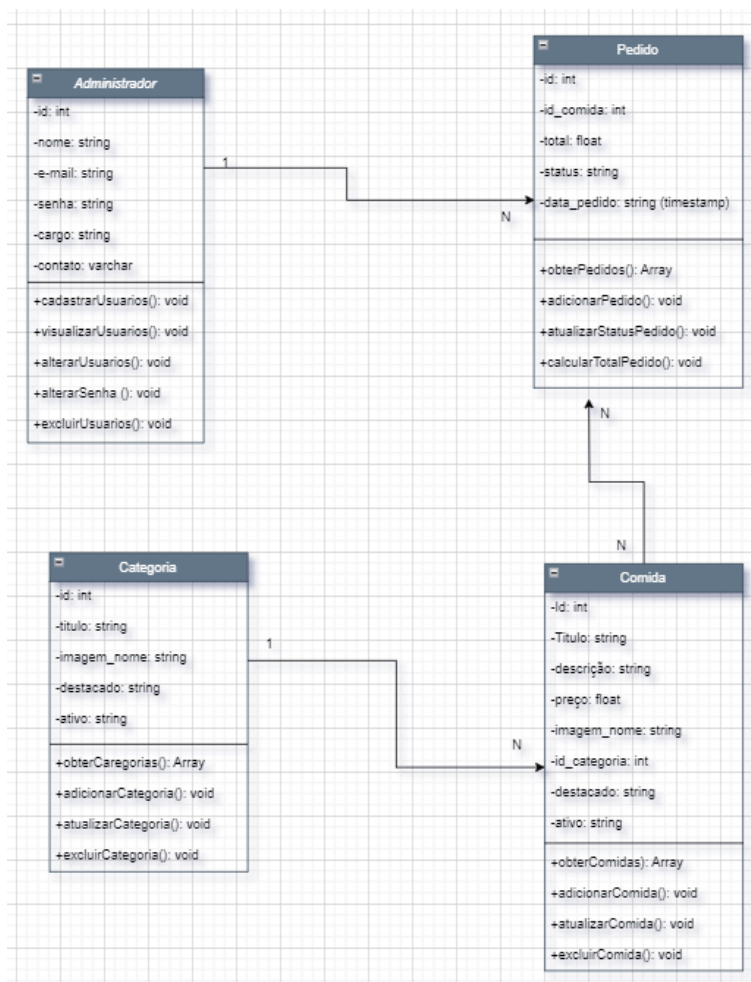 Administrador
-id: int
-nome: string
-e-mail: string
-senha: string
-cargo: string
-contato: varchar
+cadastrarUsuarios(): void
+visualizarUsuarios(): void
+alterarUsuarios(): void
+alterarSenha (): void
+excluirUsuarios(): void
1
N
Pedido
-id: int
-id_comida: int
-total: float
-status: string
-data_pedido: string (timestamp)
+obterPedidos(): Array
+adicionarPedido(): void
+atualizarStatusPedido(): void
+calcularTotalPedido(): void
N
N
Categoria
-id: int
-titulo: string
-imagem_nome: string
-destacado: string
-ativo: string
+obterCaregorias(): Array
+adicionarCategoria(): void
+atualizarCategoria(): void
+excluirCategoria(): void
1
N
Comida
-Id: int
-Titulo: string
-descrição: string
-preço: float
-imagem_nome: string
-id_categoria: int
-destacado: string
-ativo: string
+obterComidas): Array
+adicionarComida(): void
+atualizarComida(): void
+excluirComida(): void